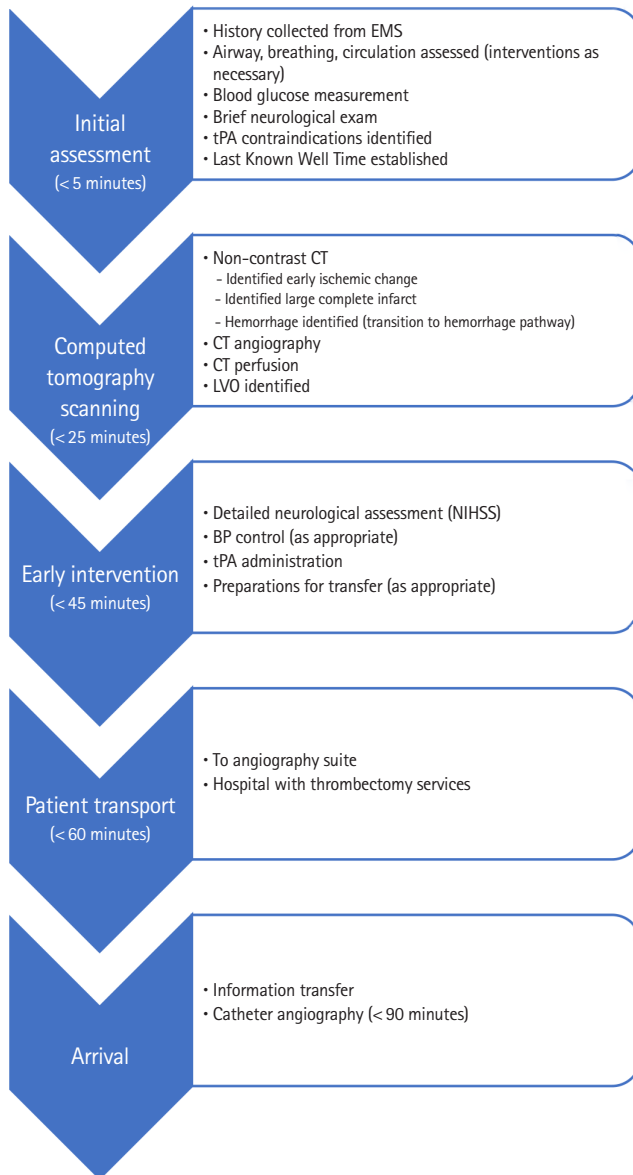 Initial
assessment
(< 5 minutes)
• History collected from EMS
• Airway, breathing, circulation assessed (interventions as
necessary)
• Blood glucose measurement
• Brief neurological exam
• tPA contraindications identified
• Last Known Well Time established
Computed
tomography
scanning
(< 25 minutes)
• Non-contrast CT
- Identified early ischemic change
- Identified large complete infarct
- Hemorrhage identified (transition to hemorrhage pathway)
• CT angiography
• CT perfusion
• LVO identified
Early intervention
(< 45 minutes)
• Detailed neurological assessment (NIHSS)
• BP control (as appropriate)
• tPA administration
• Preparations for transfer (as appropriate)
Patient transport
(< 60 minutes)
• To angiography suite
• Hospital with thrombectomy services
Arrival
• Information transfer
• Catheter angiography (< 90 minutes)